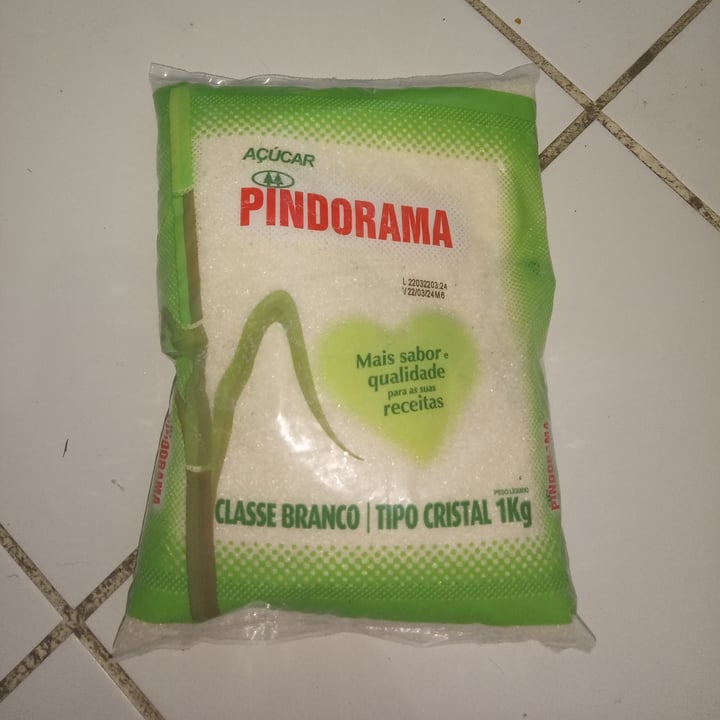 AÇÚCAR
PINDORAMA
L 22032203:24
V 22/03/24M6
Mais sabor e
qualidade
para as suas
receitas
PESO LÍQUIDO
CLASSE BRANCO | TIPO CRISTAL 1Kg
PINDORAMA
PINDORAMA